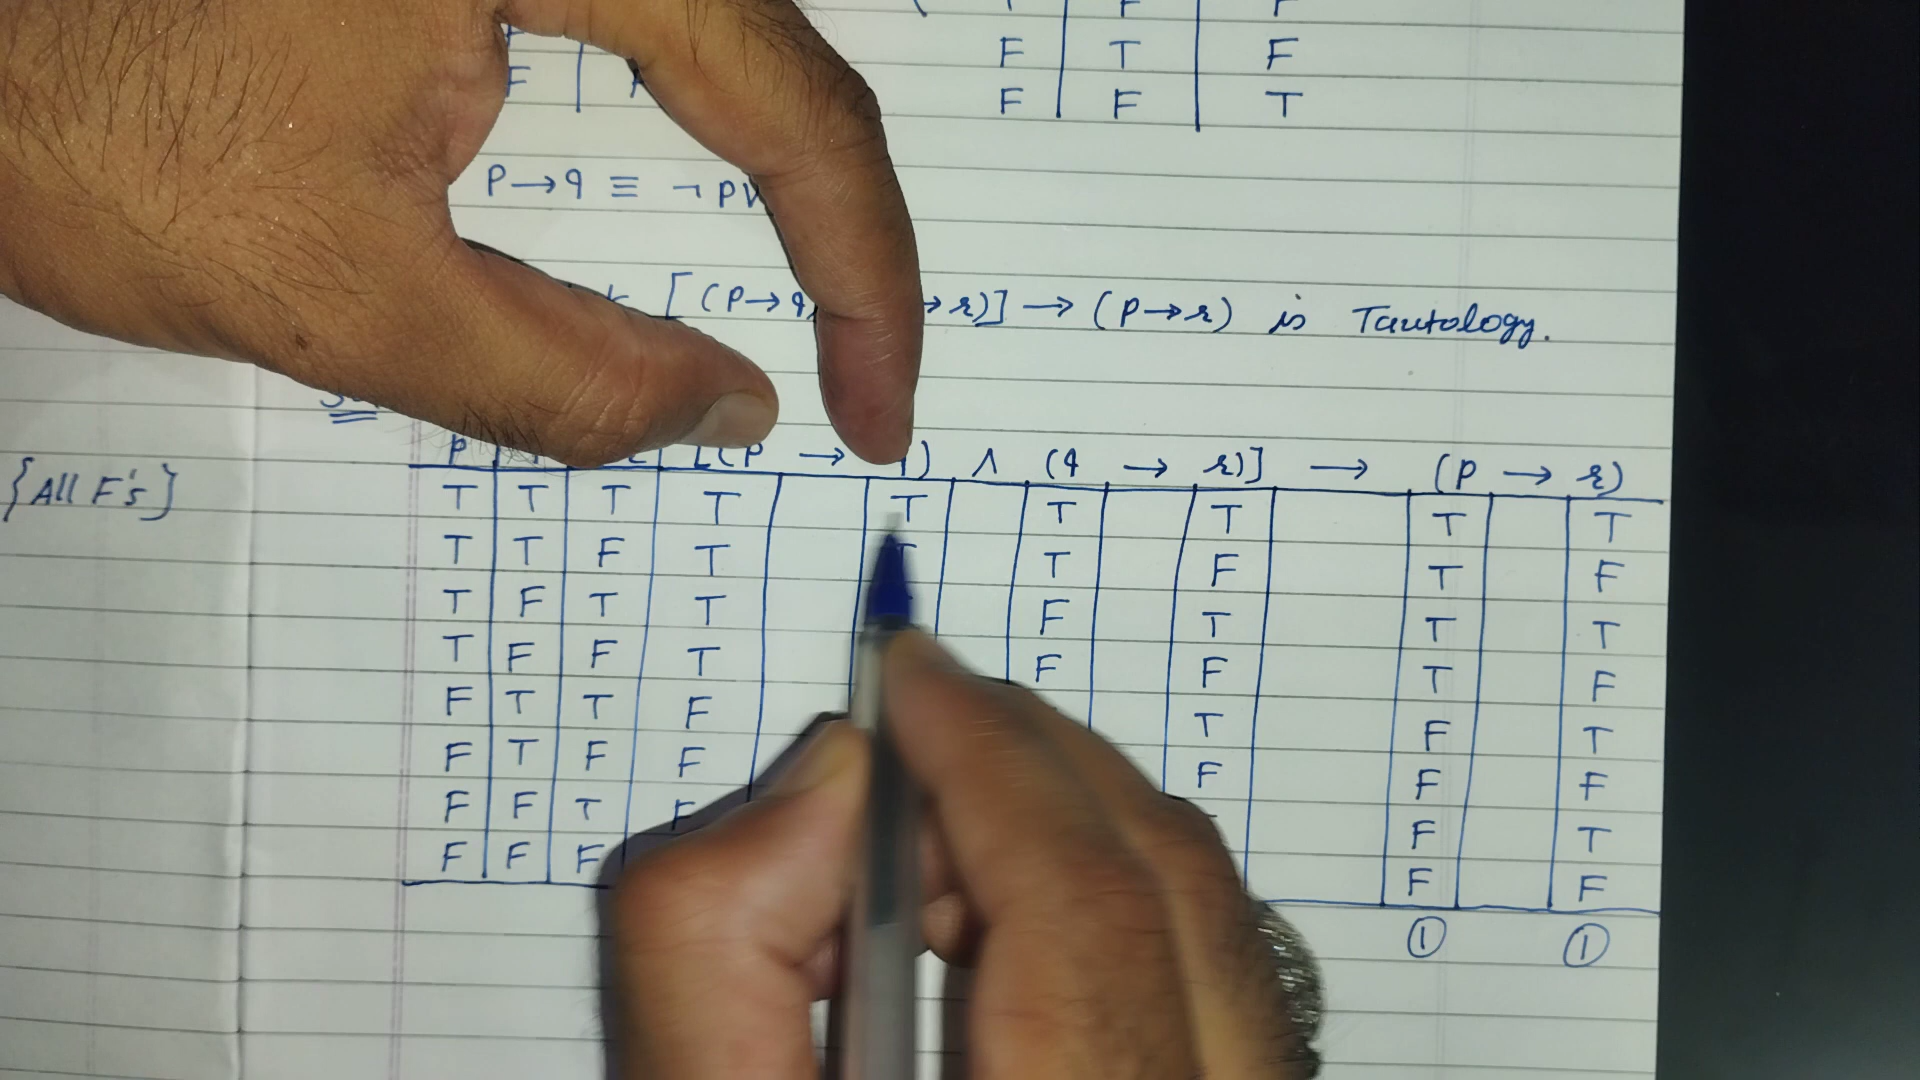 F F
F T F
F F F T
P→q ≡ ¬P∨
[(P→q →r)] → (P→r) is Tautology.
{All F's}
P [(P → q) ∧ (q → r)] → (P → r)
T T T T T T T T T
T T F T T T F T F
T F T T F T T T
T F F T F F T F
F T T F T F T
F T F F F F F
F F T F F T
F F F F F
① ①